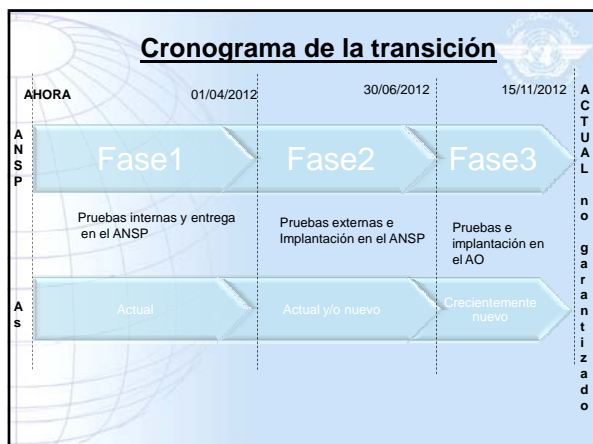 Cronograma de la transición
AHORA
01/04/2012
30/06/2012
15/11/2012
ANSP
Fase1
Fase2
Fase3
Pruebas internas y entrega
en el ANSP
Pruebas externas e
Implantación en el ANSP
Pruebas e
implantación en
el AO
As
Actual
Actual y/o nuevo
Crecientemente
nuevo
ACTUAL no garantizado